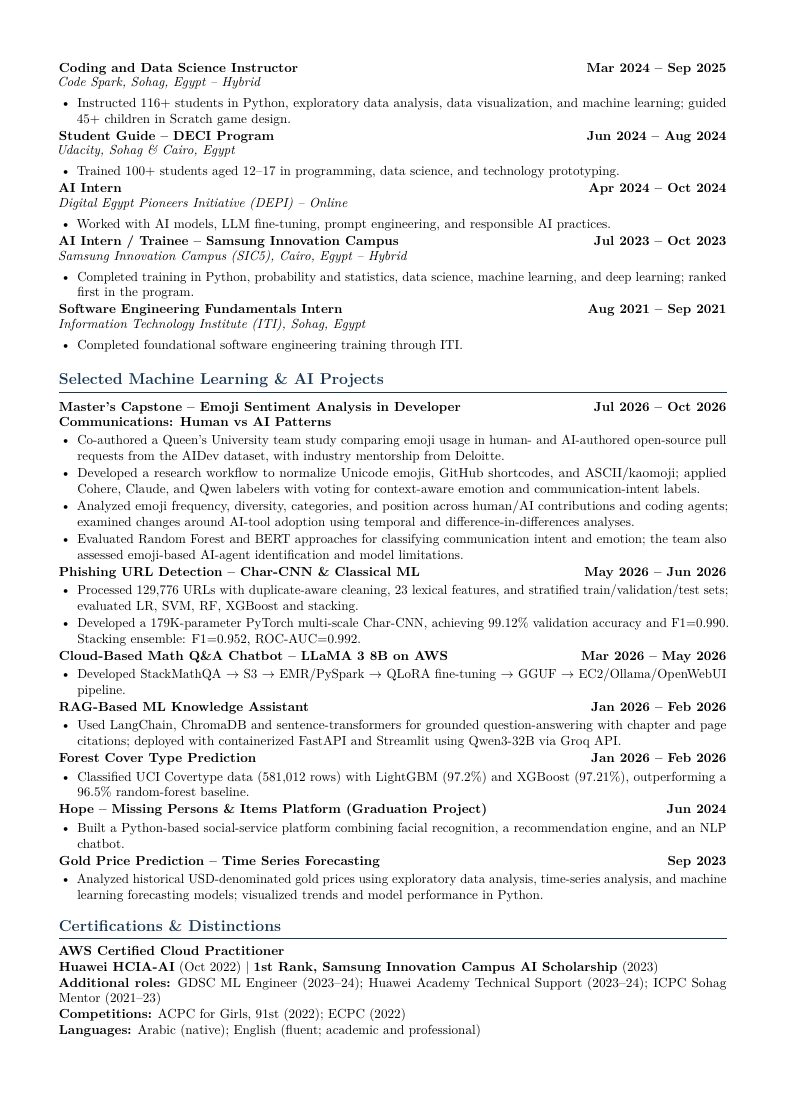 Coding and Data Science Instructor Mar 2024 – Sep 2025
Code Spark, Sohag, Egypt – Hybrid
• Instructed 116+ students in Python, exploratory data analysis, data visualization, and machine learning; guided
45+ children in Scratch game design.
Student Guide – DECI Program Jun 2024 – Aug 2024
Udacity, Sohag & Cairo, Egypt
• Trained 100+ students aged 12–17 in programming, data science, and technology prototyping.
AI Intern Apr 2024 – Oct 2024
Digital Egypt Pioneers Initiative (DEPI) – Online
• Worked with AI models, LLM fine-tuning, prompt engineering, and responsible AI practices.
AI Intern / Trainee – Samsung Innovation Campus Jul 2023 – Oct 2023
Samsung Innovation Campus (SIC5), Cairo, Egypt – Hybrid
• Completed training in Python, probability and statistics, data science, machine learning, and deep learning; ranked
first in the program.
Software Engineering Fundamentals Intern Aug 2021 – Sep 2021
Information Technology Institute (ITI), Sohag, Egypt
• Completed foundational software engineering training through ITI.
Selected Machine Learning & AI Projects
Master's Capstone – Emoji Sentiment Analysis in Developer Jul 2026 – Oct 2026
Communications: Human vs AI Patterns
• Co-authored a Queen's University team study comparing emoji usage in human- and AI-authored open-source pull
requests from the AIDev dataset, with industry mentorship from Deloitte.
• Developed a research workflow to normalize Unicode emojis, GitHub shortcodes, and ASCII/kaomoji; applied
Cohere, Claude, and Qwen labelers with voting for context-aware emotion and communication-intent labels.
• Analyzed emoji frequency, diversity, categories, and position across human/AI contributions and coding agents;
examined changes around AI-tool adoption using temporal and difference-in-differences analyses.
• Evaluated Random Forest and BERT approaches for classifying communication intent and emotion; the team also
assessed emoji-based AI-agent identification and model limitations.
Phishing URL Detection – Char-CNN & Classical ML May 2026 – Jun 2026
• Processed 129,776 URLs with duplicate-aware cleaning, 23 lexical features, and stratified train/validation/test sets;
evaluated LR, SVM, RF, XGBoost and stacking.
• Developed a 179K-parameter PyTorch multi-scale Char-CNN, achieving 99.12% validation accuracy and F1=0.990.
Stacking ensemble: F1=0.952, ROC-AUC=0.992.
Cloud-Based Math Q&A Chatbot – LLaMA 3 8B on AWS Mar 2026 – May 2026
• Developed StackMathQA → S3 → EMR/PySpark → QLoRA fine-tuning → GGUF → EC2/Ollama/OpenWebUI
pipeline.
RAG-Based ML Knowledge Assistant Jan 2026 – Feb 2026
• Used LangChain, ChromaDB and sentence-transformers for grounded question-answering with chapter and page
citations; deployed with containerized FastAPI and Streamlit using Qwen3-32B via Groq API.
Forest Cover Type Prediction Jan 2026 – Feb 2026
• Classified UCI Covertype data (581,012 rows) with LightGBM (97.2%) and XGBoost (97.21%), outperforming a
96.5% random-forest baseline.
Hope – Missing Persons & Items Platform (Graduation Project) Jun 2024
• Built a Python-based social-service platform combining facial recognition, a recommendation engine, and an NLP
chatbot.
Gold Price Prediction – Time Series Forecasting Sep 2023
• Analyzed historical USD-denominated gold prices using exploratory data analysis, time-series analysis, and machine
learning forecasting models; visualized trends and model performance in Python.
Certifications & Distinctions
AWS Certified Cloud Practitioner
Huawei HCIA-AI (Oct 2022) | 1st Rank, Samsung Innovation Campus AI Scholarship (2023)
Additional roles: GDSC ML Engineer (2023–24); Huawei Academy Technical Support (2023–24); ICPC Sohag
Mentor (2021–23)
Competitions: ACPC for Girls, 91st (2022); ECPC (2022)
Languages: Arabic (native); English (fluent; academic and professional)